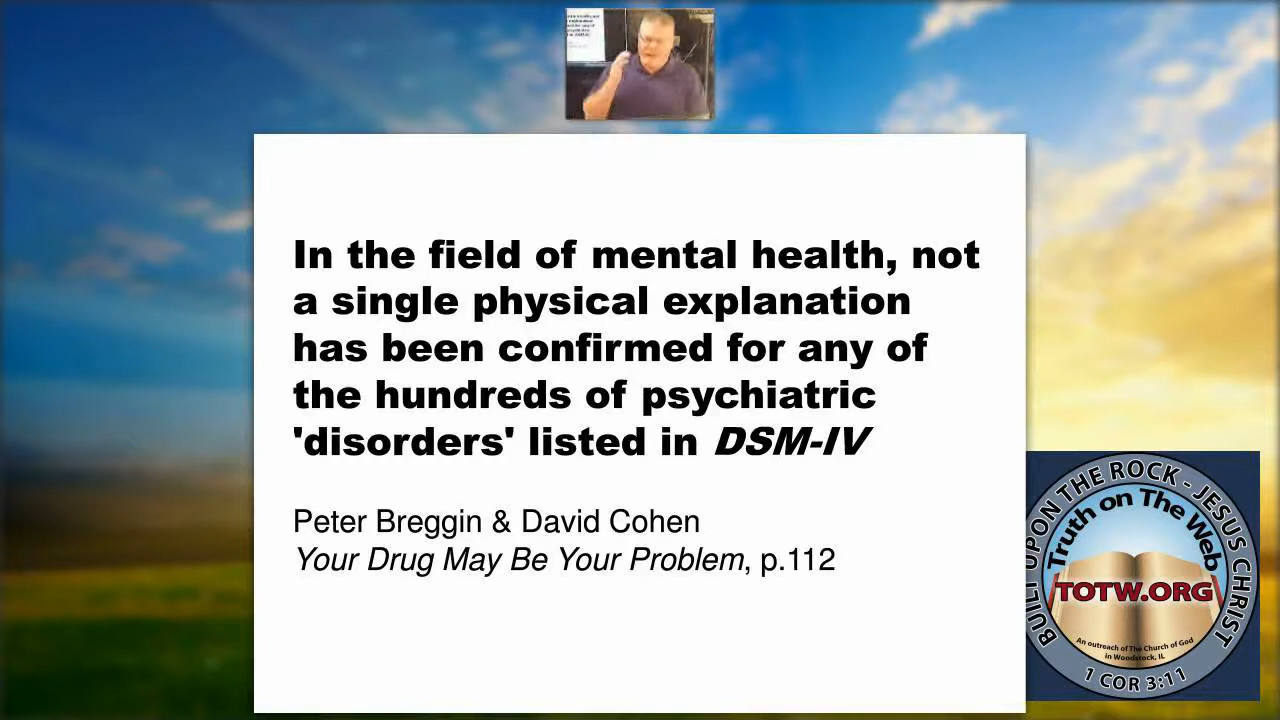 In the field of mental health, not
a single physical explanation
has been confirmed for any of
the hundreds of psychiatric
'disorders' listed in DSM-IV
Peter Breggin & David Cohen
Your Drug May Be Your Problem, p.112
BUILT UPON THE ROCK - JESUS CHRIST
Truth on The Web
TOTW.ORG
An outreach of The Church of God
in Woodstock, IL
1 COR 3:11